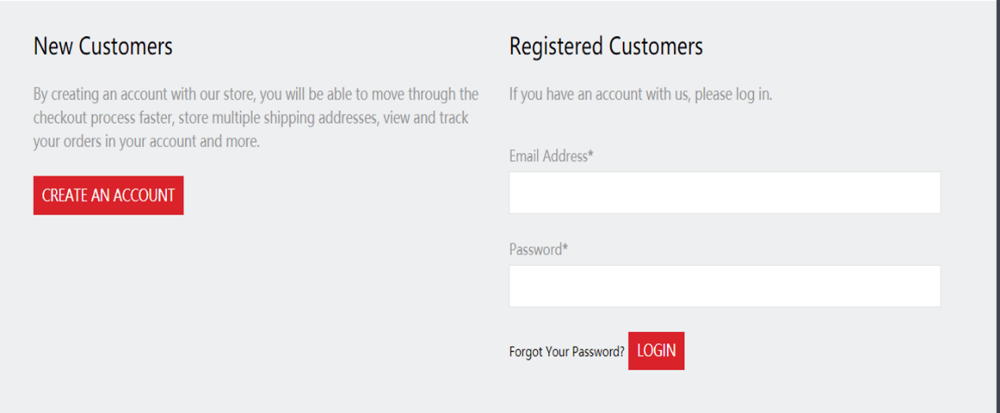 New Customers
By creating an account with our store, you will be able to move through the
checkout process faster, store multiple shipping addresses, view and track
your orders in your account and more.
CREATE AN ACCOUNT
Registered Customers
If you have an account with us, please log in.
Email Address*
Password*
Forgot Your Password? LOGIN